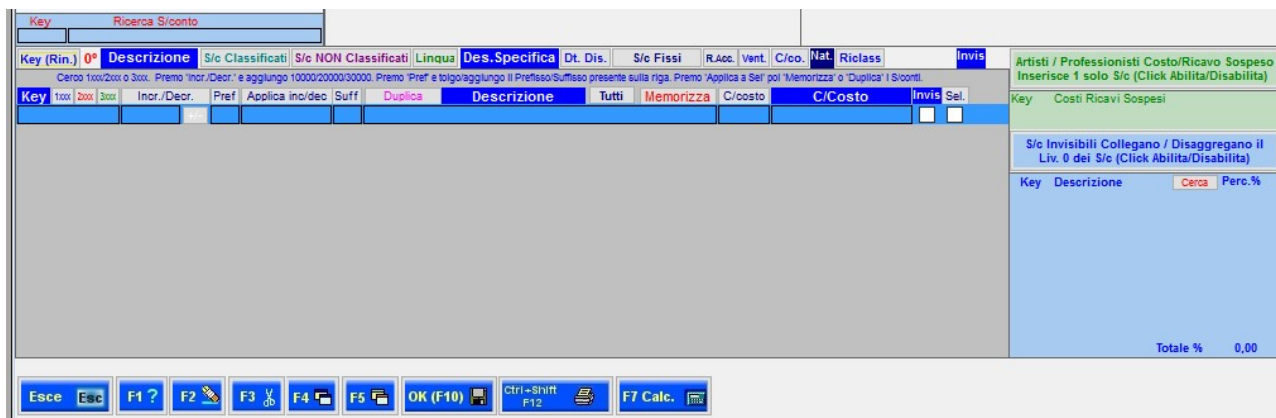 Key Ricerca S/conto
Key (Rin.) 0° Descrizione S/c Classificati S/c NON Classificati Lingua Des.Specifica Dt. Dis. S/c Fissi R.Acc. Vent. C/co. Nat. Riclass Invis
Cerco 1xxx/2xxx o 3xxx. Premo 'Incr./Decr.' e aggiungo 10000/20000/30000. Premo 'Pref' e tolgo/aggiungo Il Prefisso/Suffisso presente sulla riga. Premo 'Applica a Sel' poi 'Memorizza' o 'Duplica' I S/conti.
Key 1xxx 2xxx 3xxx Incr./Decr. Pref Applica inc/dec Suff Duplica Descrizione Tutti Memorizza C/costo C/Costo Invis Sel.
+/-
Artisti / Professionisti Costo/Ricavo Sospeso
Inserisce 1 solo S/c (Click Abilita/Disabilita)
Key Costi Ricavi Sospesi
S/c Invisibili Collegano / Disaggregano il
Liv. 0 dei S/c (Click Abilita/Disabilita)
Key Descrizione Cerca Perc.%
Totale % 0,00
Esce Esc F1 ? F2 F3 F4 F5 OK (F10) Ctrl+Shift F12 F7 Calc.